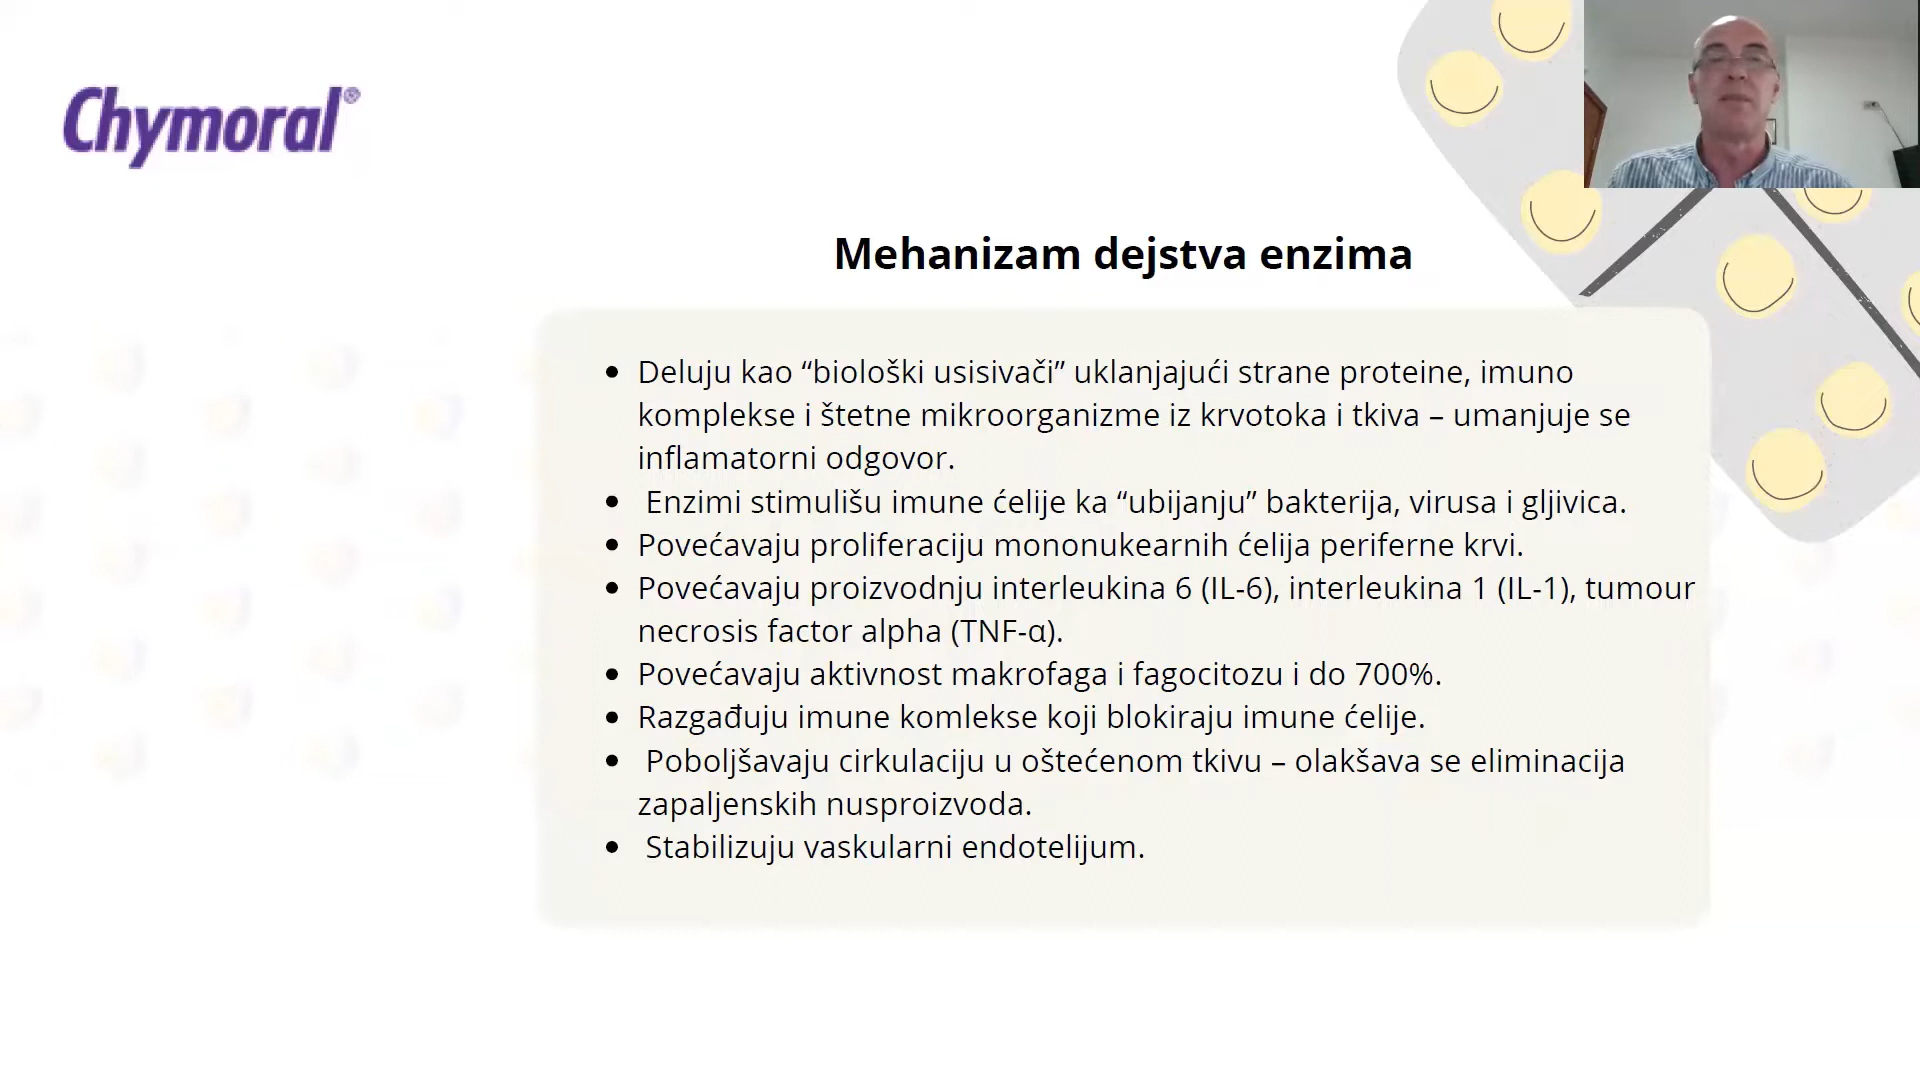 Chymoral®
Mehanizam dejstva enzima
• Deluju kao “biološki usisivači” uklanjajući strane proteine, imuno
komplekse i štetne mikroorganizme iz krvotoka i tkiva – umanjuje se
inflamatorni odgovor.
• Enzimi stimulišu imune ćelije ka “ubijanju” bakterija, virusa i gljivica.
• Povećavaju proliferaciju mononukearnih ćelija periferne krvi.
• Povećavaju proizvodnju interleukina 6 (IL-6), interleukina 1 (IL-1), tumour
necrosis factor alpha (TNF-α).
• Povećavaju aktivnost makrofaga i fagocitozu i do 700%.
• Razgađuju imune komlekse koji blokiraju imune ćelije.
• Poboljšavaju cirkulaciju u oštećenom tkivu – olakšava se eliminacija
zapaljenskih nusproizvoda.
• Stabilizuju vaskularni endotelijum.